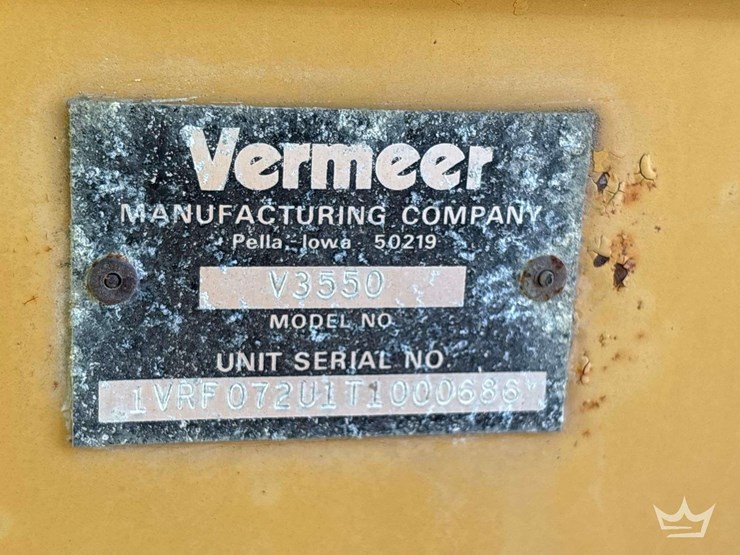 Vermeer
MANUFACTURING COMPANY
Pella, Iowa 50219
V3550
MODEL NO
UNIT SERIAL NO
1VRF072U1T1000686